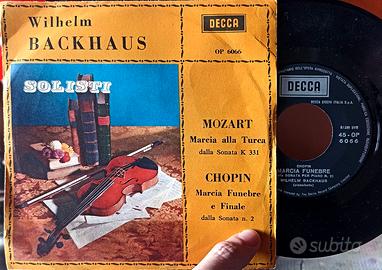 Wilhelm
BACKHAUS
DECCA
OP 6066
SOLISTI
MOZART
Marcia alla Turca
dalla Sonata K 331
CHOPIN
Marcia Funebre
e Finale
dalla Sonata n. 2
DECCA
45 - OP
6066
CHOPIN
MARCIA FUNEBRE
WILHELM BACKHAUS
(pianoforte)
subito